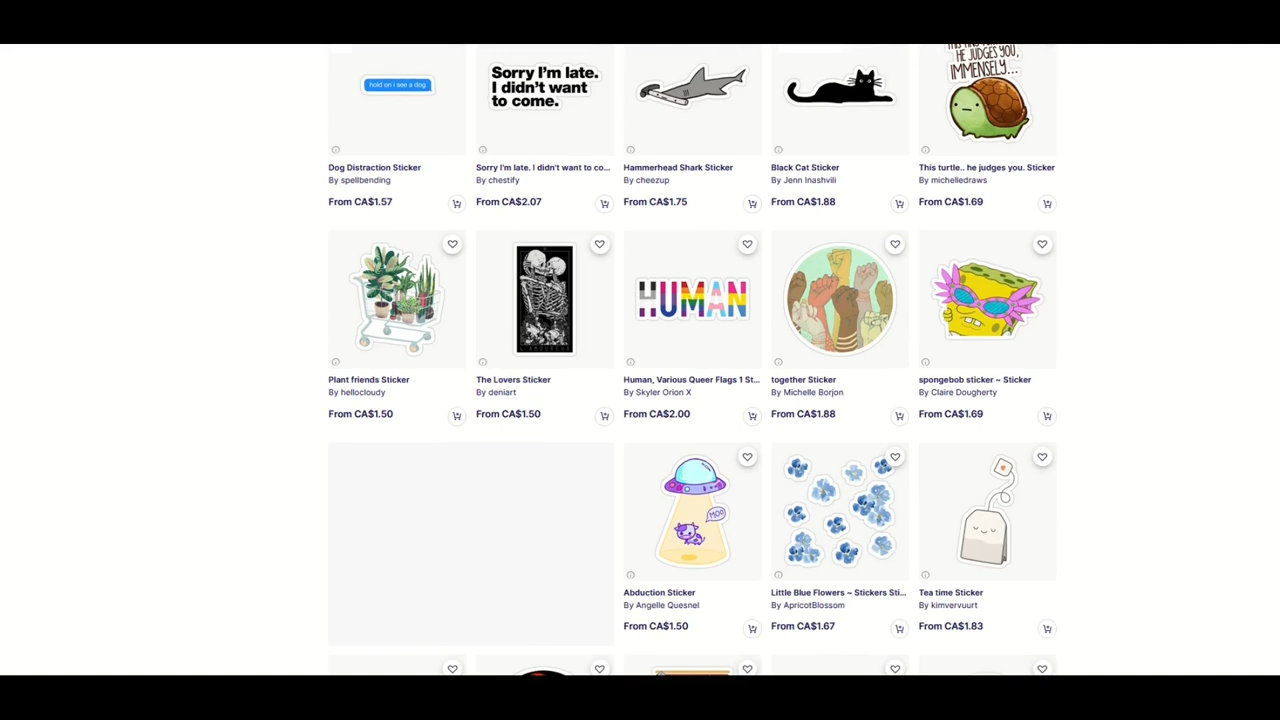 THIS
HE JUDGES YOU,
IMMENSELY...
hold on i see a dog
Sorry I'm late.
I didn't want
to come.
Dog Distraction Sticker
By spellbending
From CA$1.57
Sorry I'm late. I didn't want to co...
By chestify
From CA$2.07
Hammerhead Shark Sticker
By cheezup
From CA$1.75
Black Cat Sticker
By Jenn Inashvili
From CA$1.88
This turtle.. he judges you. Sticker
By michelledraws
From CA$1.69
HUMAN
Plant friends Sticker
By hellocloudy
From CA$1.50
The Lovers Sticker
By deniart
From CA$1.50
Human, Various Queer Flags 1 St...
By Skyler Orion X
From CA$2.00
together Sticker
By Michelle Borjon
From CA$1.88
spongebob sticker ~ Sticker
By Claire Dougherty
From CA$1.69
MOO
Abduction Sticker
By Angelle Quesnel
From CA$1.50
Little Blue Flowers ~ Stickers Sti...
By ApricotBlossom
From CA$1.67
Tea time Sticker
By kimvervuurt
From CA$1.83